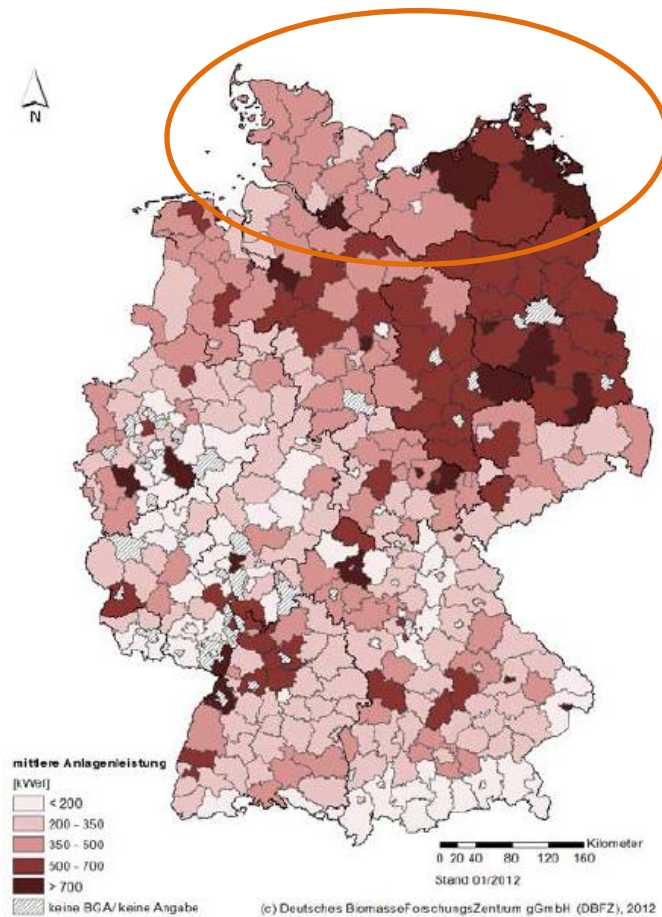 N
mittlere Anlagenleistung
[kWel]
< 200
200 - 350
350 - 500
500 - 700
> 700
keine BGA/ keine Angabe
Kilometer
0 20 40 80 120 160
Stand 01/2012
(c) Deutsches BiomasseForschungsZentrum gGmbH (DBFZ), 2012